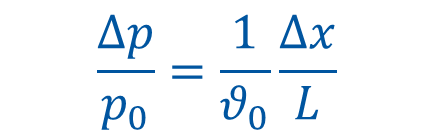 Δp/p₀ = 1/ϑ₀ Δx/L